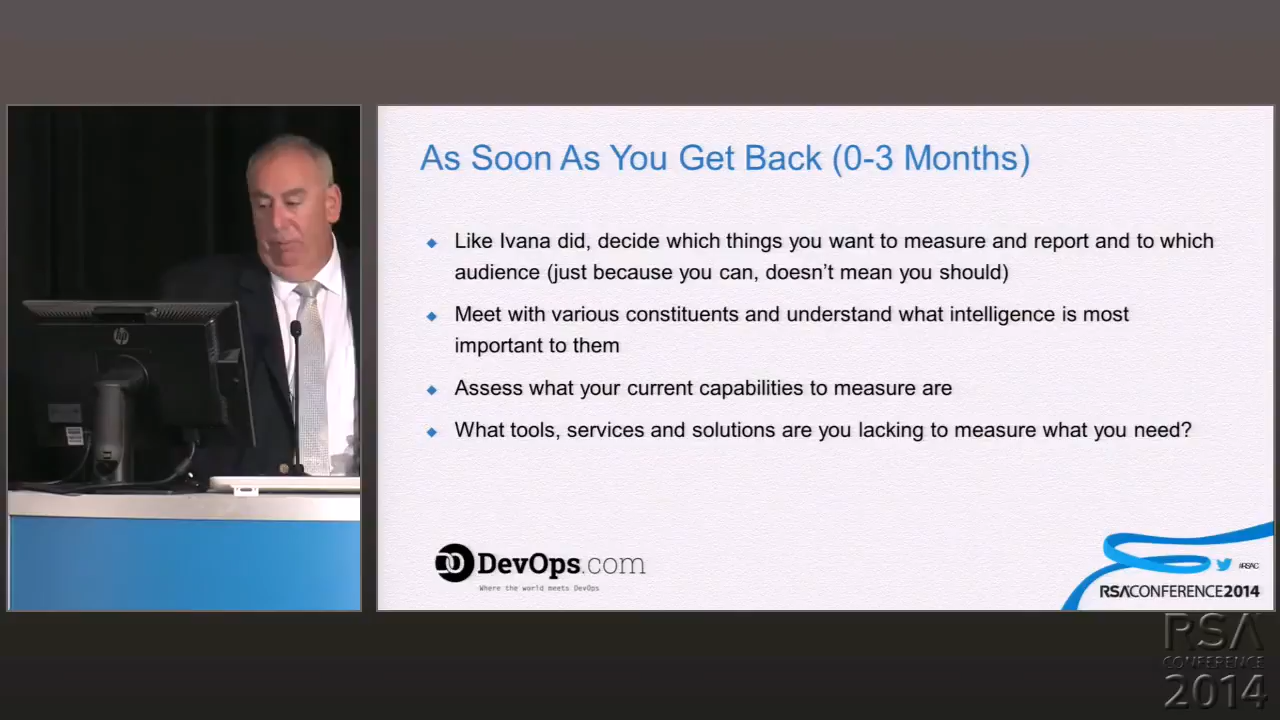 As Soon As You Get Back (0-3 Months)
Like Ivana did, decide which things you want to measure and report and to which
audience (just because you can, doesn’t mean you should)
Meet with various constituents and understand what intelligence is most
important to them
Assess what your current capabilities to measure are
What tools, services and solutions are you lacking to measure what you need?
DevOps.com
Where the world meets DevOps
#RSAC
RSACONFERENCE2014
RSA
CONFERENCE
2014
hp